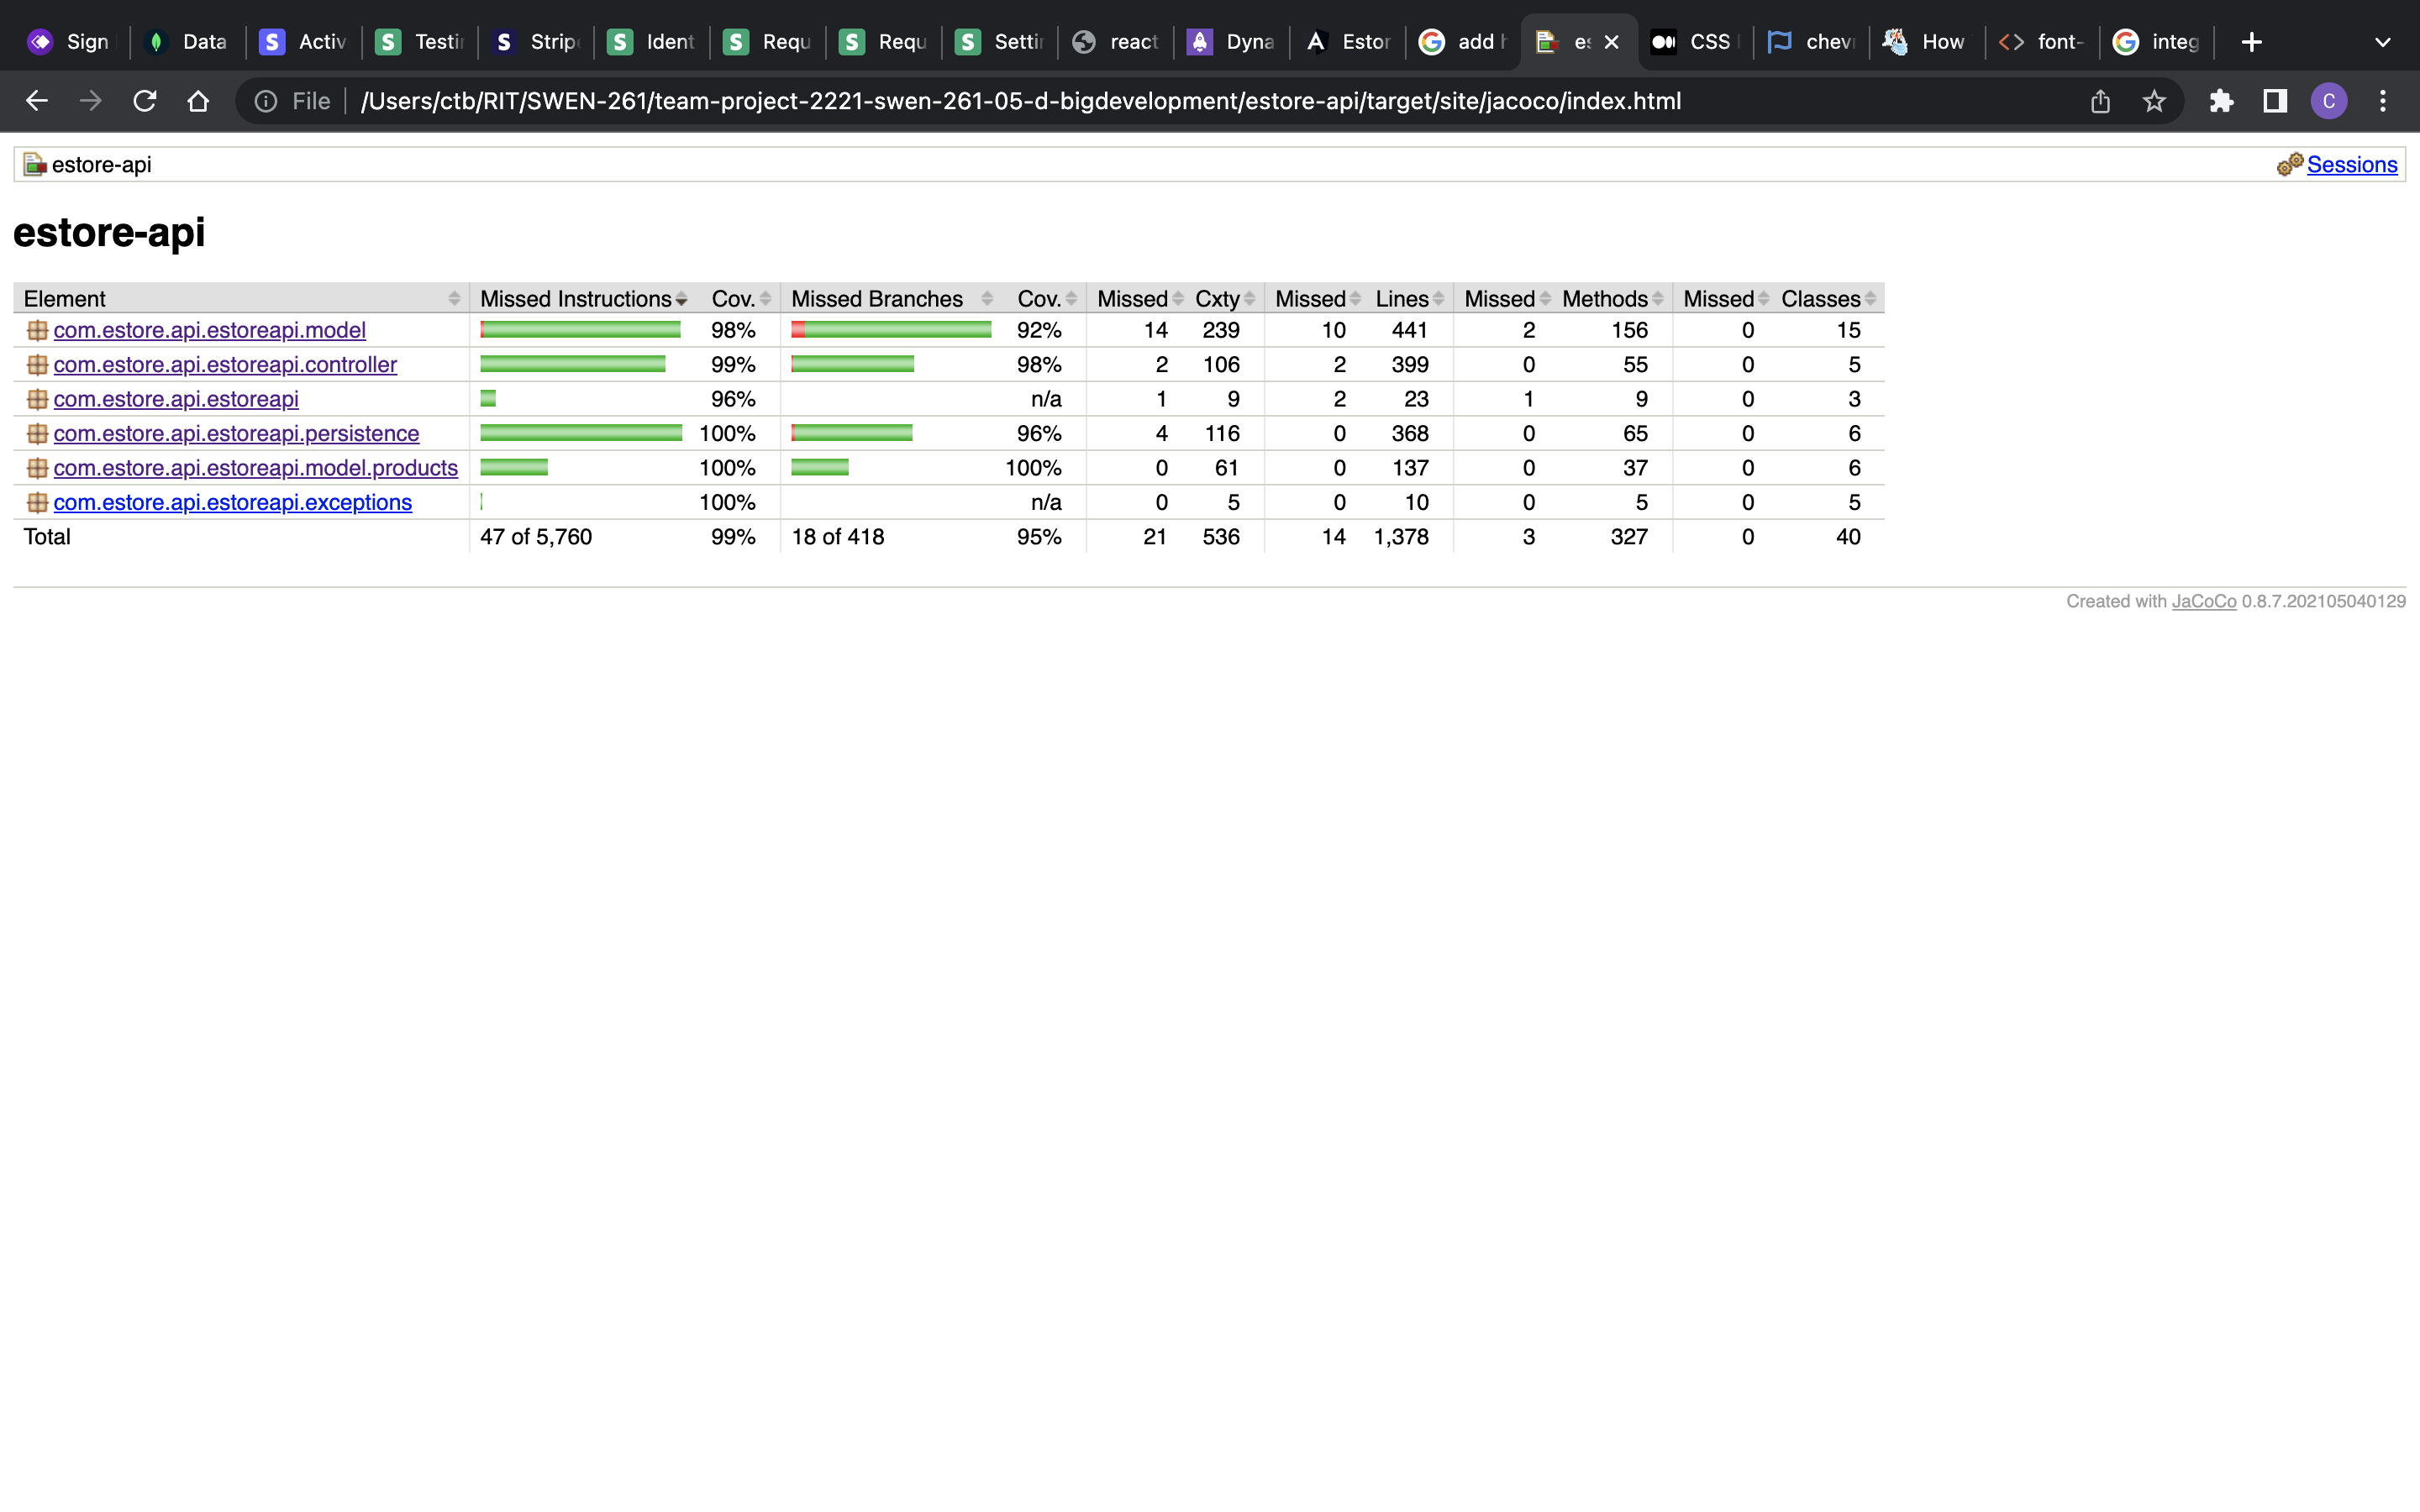 Sign Data Activ Testin Stripe Ident Requ Requ Settin react Dyna Estor add h es CSS chevr How font- integ
File /Users/ctb/RIT/SWEN-261/team-project-2221-swen-261-05-d-bigdevelopment/estore-api/target/site/jacoco/index.html C
estore-api Sessions
estore-api
Element Missed Instructions Cov. Missed Branches Cov. Missed Cxty Missed Lines Missed Methods Missed Classes
com.estore.api.estoreapi.model 98% 92% 14 239 10 441 2 156 0 15
com.estore.api.estoreapi.controller 99% 98% 2 106 2 399 0 55 0 5
com.estore.api.estoreapi 96% n/a 1 9 2 23 1 9 0 3
com.estore.api.estoreapi.persistence 100% 96% 4 116 0 368 0 65 0 6
com.estore.api.estoreapi.model.products 100% 100% 0 61 0 137 0 37 0 6
com.estore.api.estoreapi.exceptions 100% n/a 0 5 0 10 0 5 0 5
Total 47 of 5,760 99% 18 of 418 95% 21 536 14 1,378 3 327 0 40
Created with JaCoCo 0.8.7.202105040129